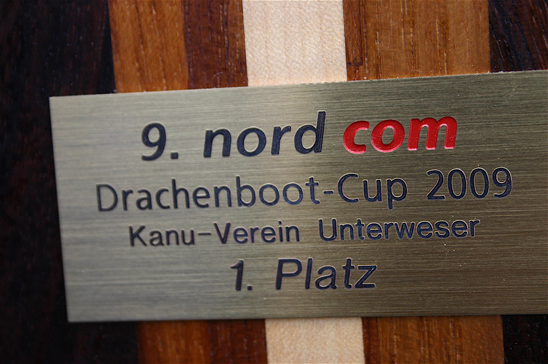 9. nord com
Drachenboot-Cup 2009
Kanu-Verein Unterweser
1. Platz